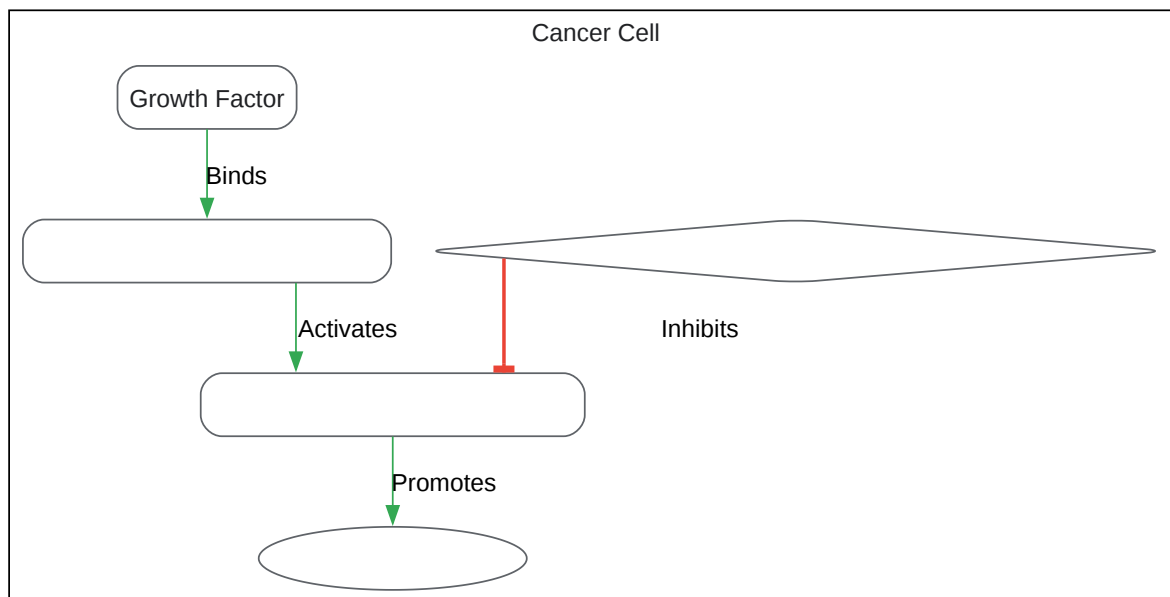 Cancer Cell
Growth Factor
Binds
Activates
Inhibits
Promotes